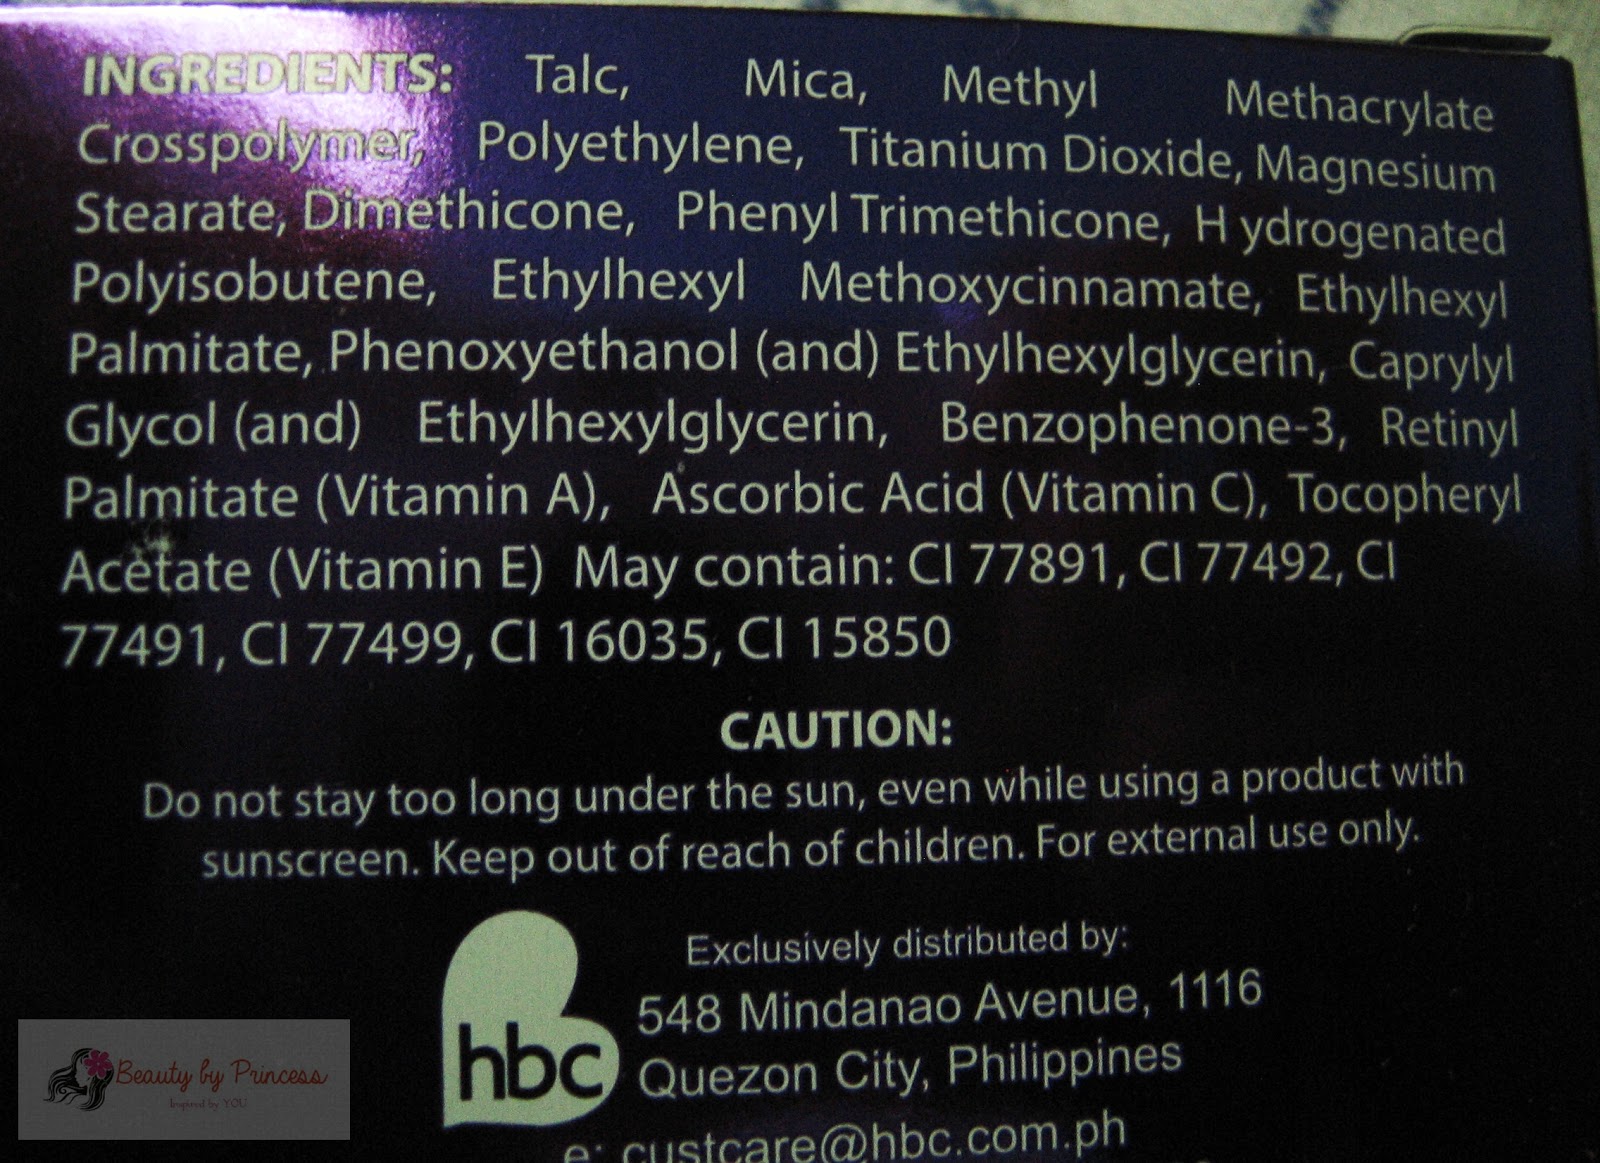 INGREDIENTS: Talc, Mica, Methyl Methacrylate
Crosspolymer, Polyethylene, Titanium Dioxide, Magnesium
Stearate, Dimethicone, Phenyl Trimethicone, H ydrogenated
Polyisobutene, Ethylhexyl Methoxycinnamate, Ethylhexyl
Palmitate, Phenoxyethanol (and) Ethylhexylglycerin, Caprylyl
Glycol (and) Ethylhexylglycerin, Benzophenone-3, Retinyl
Palmitate (Vitamin A), Ascorbic Acid (Vitamin C), Tocopheryl
Acetate (Vitamin E) May contain: CI 77891, CI 77492, CI
77491, CI 77499, CI 16035, CI 15850
CAUTION:
Do not stay too long under the sun, even while using a product with
sunscreen. Keep out of reach of children. For external use only.
Exclusively distributed by:
548 Mindanao Avenue, 1116
Quezon City, Philippines
e: custcare@hbc.com.ph
hbc
Beauty by Princess
Inspired by YOU